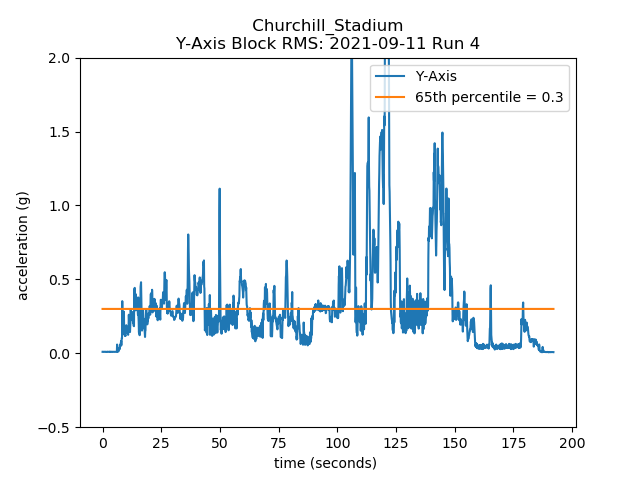 Churchill_Stadium
Y-Axis Block RMS: 2021-09-11 Run 4
Y-Axis
65th percentile = 0.3
acceleration (g)
2.0
1.5
1.0
0.5
0.0
−0.5
0 25 50 75 100 125 150 175 200
time (seconds)